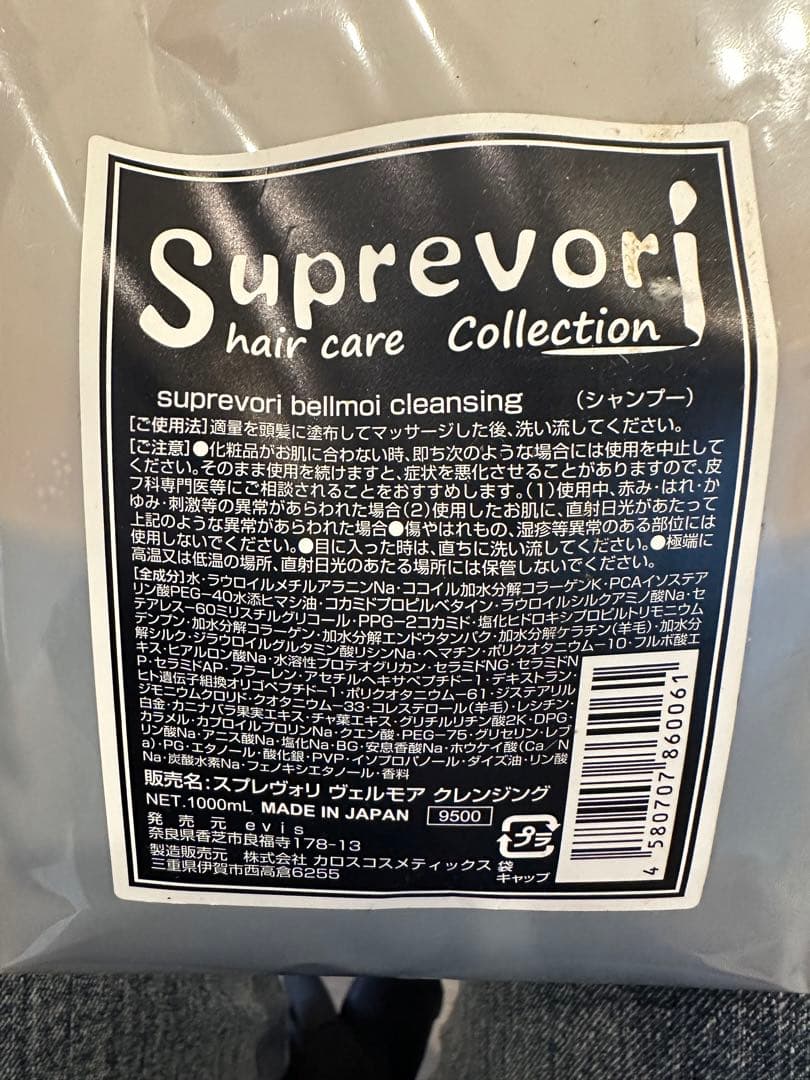 Suprevori
hair care Collection
suprevori bellmoi cleansing (シャンプー)
[ご使用法]適量を頭髪に塗布してマッサージした後、洗い流してください。
[ご注意]●化粧品がお肌に合わない時、即ち次のような場合には使用を中止して
ください。そのまま使用を続けますと、症状を悪化させることがありますので、皮
フ科専門医等にご相談されることをおすすめします。(1)使用中、赤み・はれ・か
ゆみ・刺激等の異常があらわれた場合(2)使用したお肌に、直射日光があたって
上記のような異常があらわれた場合●傷やはれもの、湿疹等異常のある部位には
使用しないでください。●目に入った時は、直ちに洗い流してください。●極端に
高温又は低温の場所、直射日光のあたる場所には保管しないでください。
[全成分]水・ラウロイルメチルアラニンNa・ココイル加水分解コラーゲンK・PCAイソステア
リン酸PEG-40水添ヒマシ油・コカミドプロピルベタイン・ラウロイルシルクアミノ酸Na・セ
テアレス-60ミリスチルグリコール・PPG-2コカミド・塩化ヒドロキシプロピルトリモニウム
デンプン・加水分解コラーゲン・加水分解エンドウタンパク・加水分解ケラチン(羊毛)・加水分
解シルク・ジラウロイルグルタミン酸リシンNa・ヘマチン・ポリクオタニウム-10・フルボ酸エ
キス・ヒアルロン酸Na・水溶性プロテオグリカン・セラミドNG・セラミドN
P・セラミドAP・フラーレン・アセチルヘキサペプチド-1・デキストラン・
ヒト遺伝子組換オリゴペプチド-1・ポリクオタニウム-61・ジステアリル
ジモニウムクロリド・クオタニウム-33・コレステロール(羊毛)・レシチン・
白金・カニナバラ果実エキス・チャ葉エキス・グリチルリチン酸2K・DPG・
カラメル・カプロイルプロリンNa・クエン酸・PEG-75・グリセリン・レブ
リン酸Na・アニス酸Na・塩化Na・BG・安息香酸Na・ホウケイ酸(Ca/N
a)・PG・エタノール・酸化銀・PVP・イソプロパノール・ダイズ油・リン酸
Na・炭酸水素Na・フェノキシエタノール・香料
販売名:スプレヴォリ ヴェルモア クレンジング
NET.1000mL MADE IN JAPAN 9500
発売元 evis
奈良県香芝市良福寺178-13
製造販売元 株式会社 カロスコスメティックス
三重県伊賀市西高倉6255
プラ
袋
キャップ
4 580707 860061